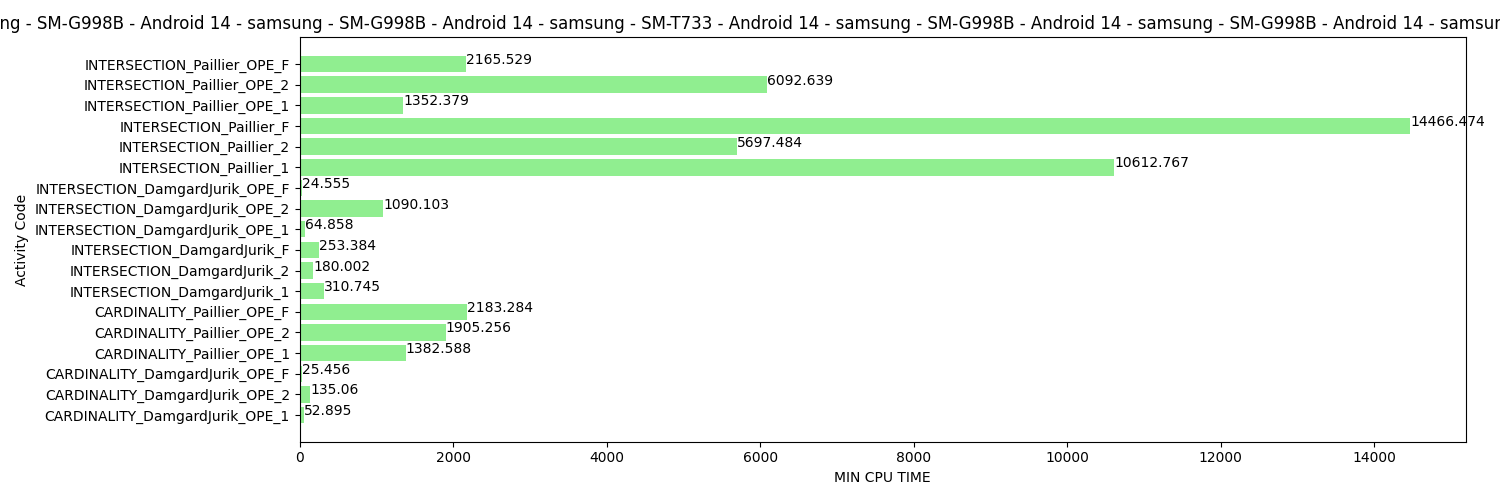 ng - SM-G998B - Android 14 - samsung - SM-G998B - Android 14 - samsung - SM-T733 - Android 14 - samsung - SM-G998B - Android 14 - samsung - SM-G998B - Android 14 - samsun
INTERSECTION_Paillier_OPE_F 2165.529
INTERSECTION_Paillier_OPE_2 6092.639
INTERSECTION_Paillier_OPE_1 1352.379
INTERSECTION_Paillier_F 14466.474
INTERSECTION_Paillier_2 5697.484
INTERSECTION_Paillier_1 10612.767
INTERSECTION_DamgardJurik_OPE_F 24.555
INTERSECTION_DamgardJurik_OPE_2 1090.103
INTERSECTION_DamgardJurik_OPE_1 64.858
INTERSECTION_DamgardJurik_F 253.384
INTERSECTION_DamgardJurik_2 180.002
INTERSECTION_DamgardJurik_1 310.745
CARDINALITY_Paillier_OPE_F 2183.284
CARDINALITY_Paillier_OPE_2 1905.256
CARDINALITY_Paillier_OPE_1 1382.588
CARDINALITY_DamgardJurik_OPE_F 25.456
CARDINALITY_DamgardJurik_OPE_2 135.06
CARDINALITY_DamgardJurik_OPE_1 52.895
Activity Code
0 2000 4000 6000 8000 10000 12000 14000
MIN CPU TIME